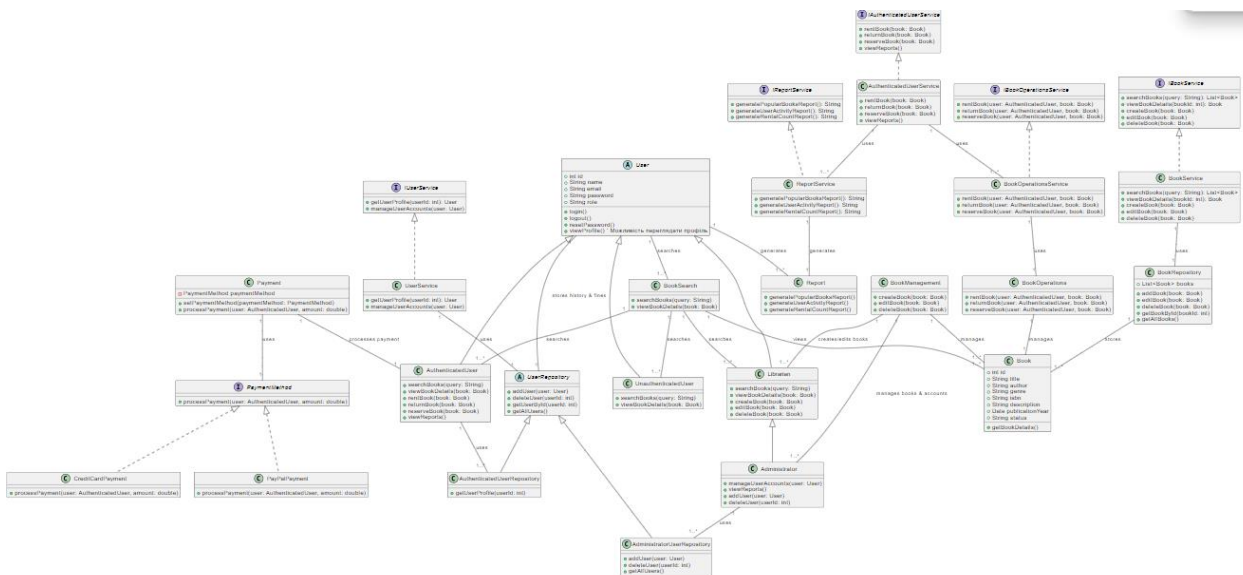 IAuthenticatedUserService
rentBook(book: Book)
returnBook(book: Book)
reserveBook(book: Book)
viewReports()
IReportService
generatePopularBooksReport(): String
generateUserActivityReport(): String
generateRentalCountReport(): String
AuthenticatedUserService
rentBook(book: Book)
returnBook(book: Book)
reserveBook(book: Book)
viewReports()
IBookOperationsService
rentBook(user: AuthenticatedUser, book: Book)
returnBook(user: AuthenticatedUser, book: Book)
reserveBook(user: AuthenticatedUser, book: Book)
IBookService
searchBooks(query: String): List<Book>
viewBookDetails(bookId: int): Book
createBook(book: Book)
editBook(book: Book)
deleteBook(book: Book)
uses
uses
User
int id
String name
String email
String password
String role
login()
logout()
resetPassword()
viewProfile() ' Можливість переглядати профіль
IUserService
getUserProfile(userId: int): User
manageUserAccounts(user: User)
ReportService
generatePopularBooksReport(): String
generateUserActivityReport(): String
generateRentalCountReport(): String
BookOperationsService
rentBook(user: AuthenticatedUser, book: Book)
returnBook(user: AuthenticatedUser, book: Book)
reserveBook(user: AuthenticatedUser, book: Book)
BookService
searchBooks(query: String): List<Book>
viewBookDetails(bookId: int): Book
createBook(book: Book)
editBook(book: Book)
deleteBook(book: Book)
searches
generates
generates
uses
uses
Payment
PaymentMethod paymentMethod
setPaymentMethod(paymentMethod: PaymentMethod)
processPayment(user: AuthenticatedUser, amount: double)
UserService
getUserProfile(userId: int): User
manageUserAccounts(user: User)
stores history & fines
BookSearch
searchBooks(query: String)
viewBookDetails(book: Book)
Report
generatePopularBooksReport()
generateUserActivityReport()
generateRentalCountReport()
BookManagement
createBook(book: Book)
editBook(book: Book)
deleteBook(book: Book)
BookOperations
rentBook(user: AuthenticatedUser, book: Book)
returnBook(user: AuthenticatedUser, book: Book)
reserveBook(user: AuthenticatedUser, book: Book)
BookRepository
List<Book> books
addBook(book: Book)
editBook(book: Book)
deleteBook(book: Book)
getBookById(bookId: int)
getAllBooks()
uses
processes payment
uses
searches
searches
searches
views
creates/edits books
manages
manages
stores
PaymentMethod
processPayment(user: AuthenticatedUser, amount: double)
AuthenticatedUser
searchBooks(query: String)
viewBookDetails(book: Book)
rentBook(book: Book)
returnBook(book: Book)
reserveBook(book: Book)
viewReports()
UserRepository
addUser(user: User)
deleteUser(userId: int)
getUserById(userId: int)
getAllUsers()
UnauthenticatedUser
searchBooks(query: String)
viewBookDetails(book: Book)
Librarian
searchBooks(query: String)
viewBookDetails(book: Book)
createBook(book: Book)
editBook(book: Book)
deleteBook(book: Book)
manages books & accounts
Book
int id
String title
String author
String genre
String isbn
String description
Date publicationYear
String status
getBookDetails()
uses
CreditCardPayment
processPayment(user: AuthenticatedUser, amount: double)
PayPalPayment
processPayment(user: AuthenticatedUser, amount: double)
AuthenticatedUserRepository
getUserProfile(userId: int)
Administrator
manageUserAccounts(user: User)
viewReports()
addUser(user: User)
deleteUser(userId: int)
uses
AdministratorUserRepository
addUser(user: User)
deleteUser(userId: int)
getAllUsers()